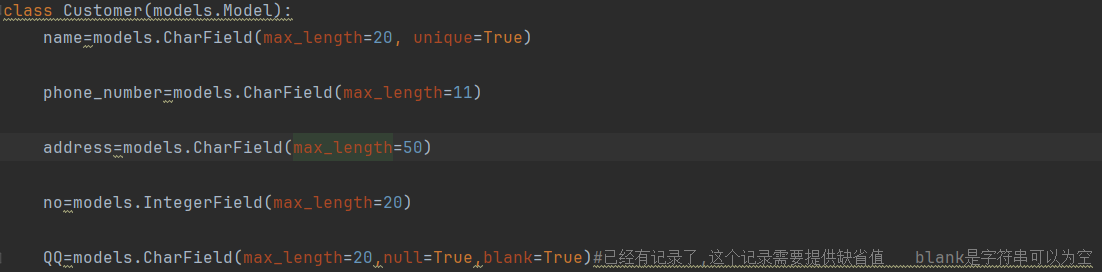 class Customer(models.Model):
name=models.CharField(max_length=20, unique=True)
phone_number=models.CharField(max_length=11)
address=models.CharField(max_length=50)
no=models.IntegerField(max_length=20)
QQ=models.CharField(max_length=20,null=True,blank=True)#已经有记录了,这个记录需要提供缺省值 blank是字符串可以为空